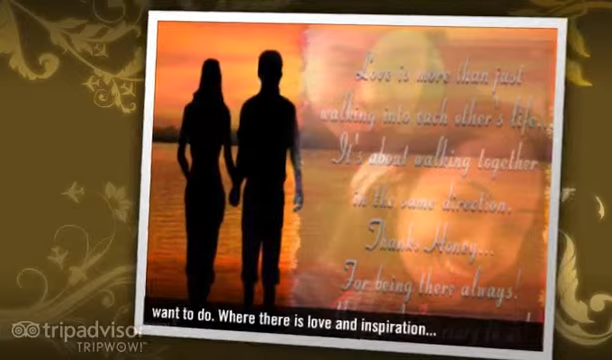 Love is more than just
walking into each other's life...
It's about walking together
in the same direction.
Thanks Honey...
For being there always!
want to do. Where there is love and inspiration...
tripadvisor
TRIPWOW!